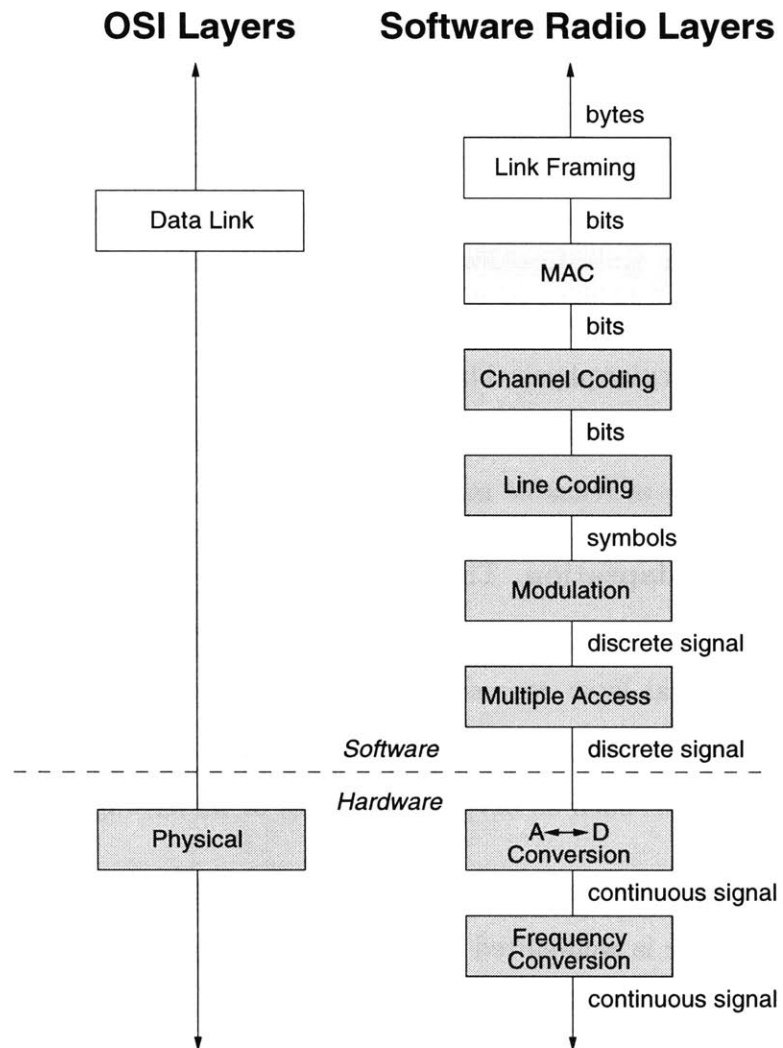 OSI Layers
Software Radio Layers
bytes
Link Framing
Data Link
bits
MAC
bits
Channel Coding
bits
Line Coding
symbols
Modulation
discrete signal
Multiple Access
Software
discrete signal
Hardware
Physical
A D
Conversion
continuous signal
Frequency
Conversion
continuous signal